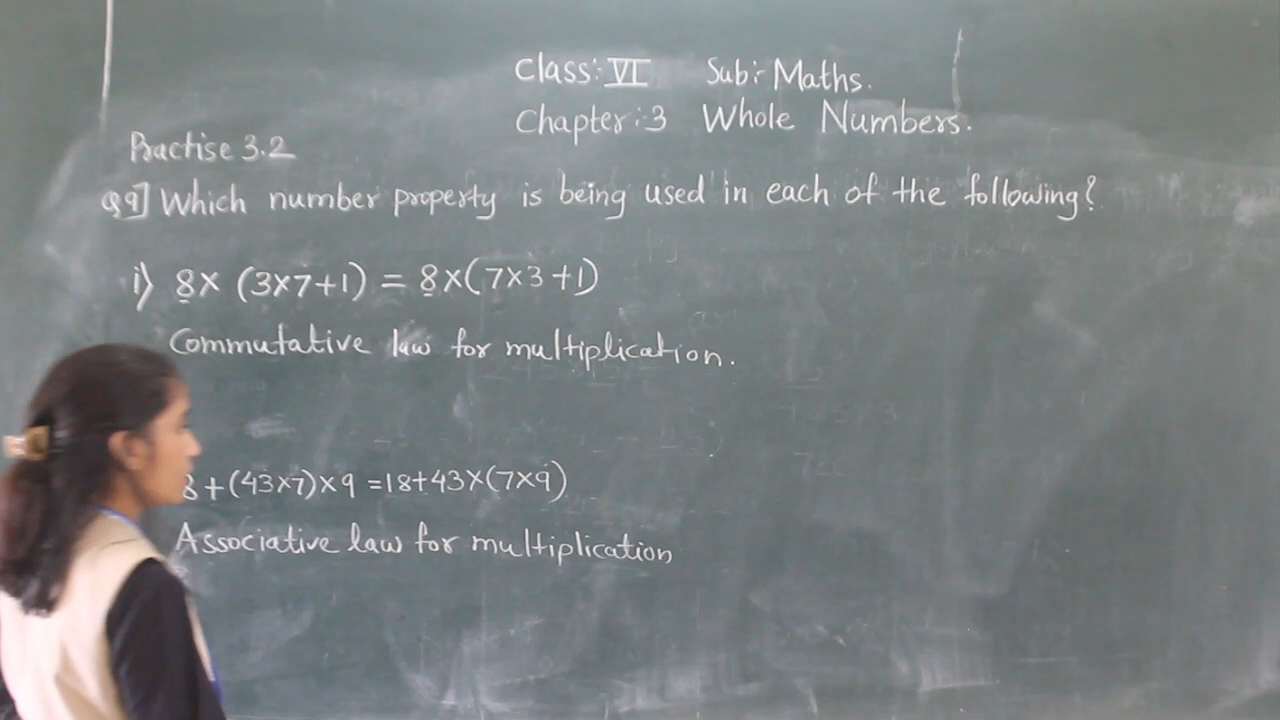 Class:- VI Sub:- Maths.
Chapter:-3 Whole Numbers.
Practise 3.2
Q9] Which number property is being used in each of the following?
i) 8× (3×7+1) = 8×(7×3+1)
Commutative law for multiplication.
8+(43×7)×9 =18+43×(7×9)
Associative law for multiplication